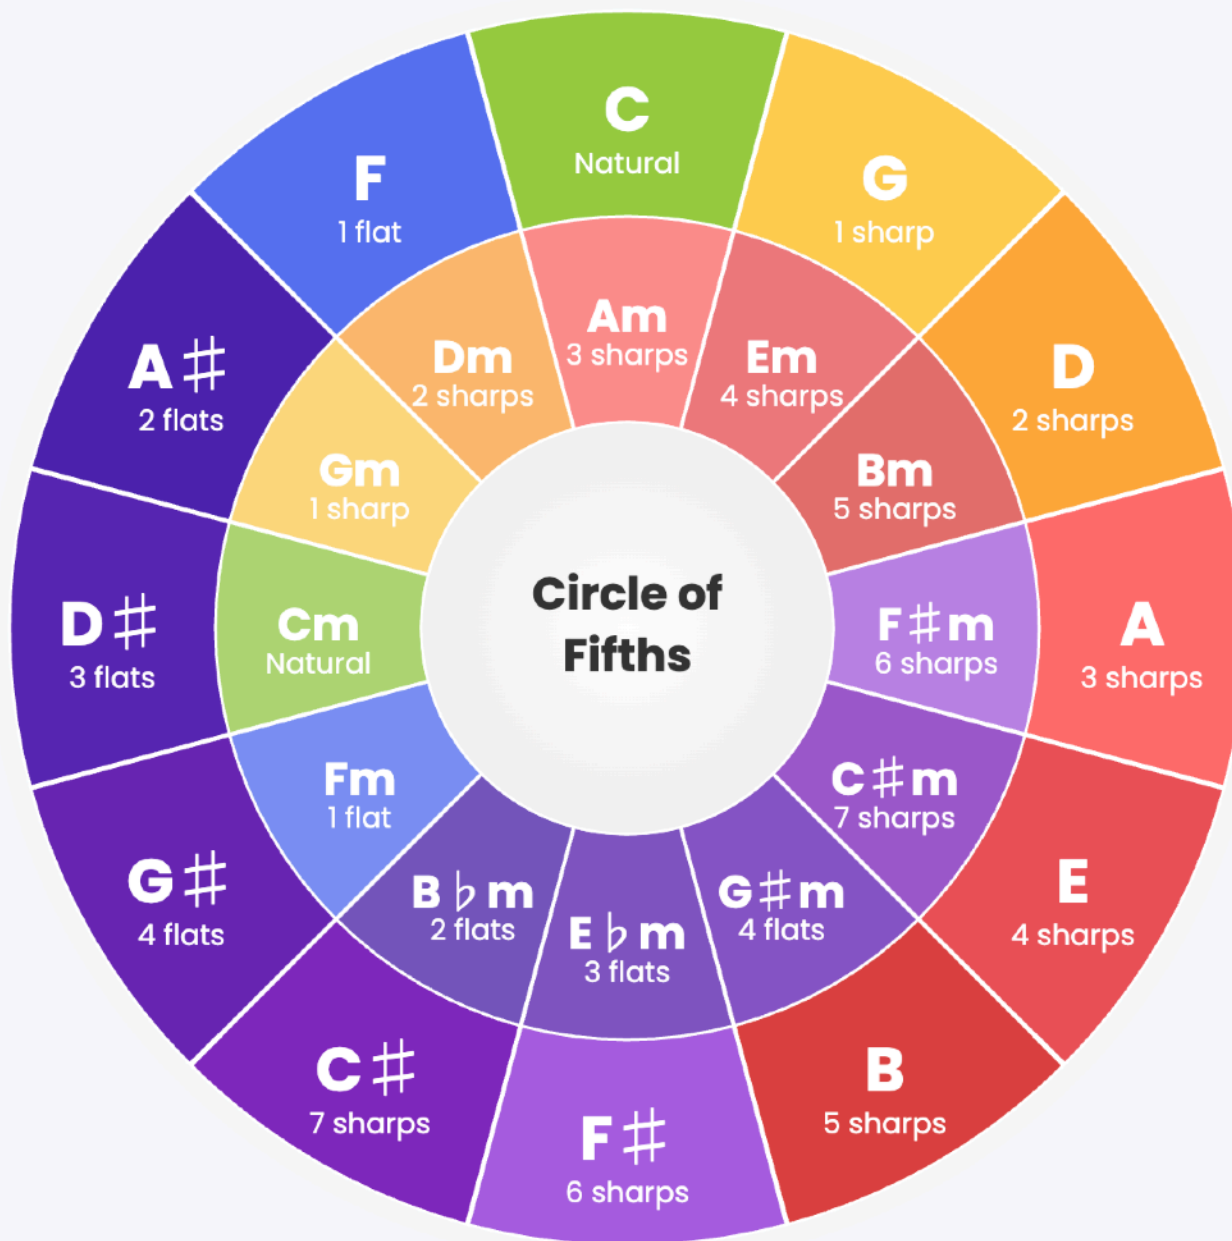 C
Natural
G
1 sharp
D
2 sharps
A
3 sharps
E
4 sharps
B
5 sharps
F♯
6 sharps
C♯
7 sharps
G♯
4 flats
D♯
3 flats
A♯
2 flats
F
1 flat
Am
3 sharps
Em
4 sharps
Bm
5 sharps
F♯m
6 sharps
C♯m
7 sharps
G♯m
4 flats
E♭m
3 flats
B♭m
2 flats
Fm
1 flat
Cm
Natural
Gm
1 sharp
Dm
2 sharps
Circle of
Fifths